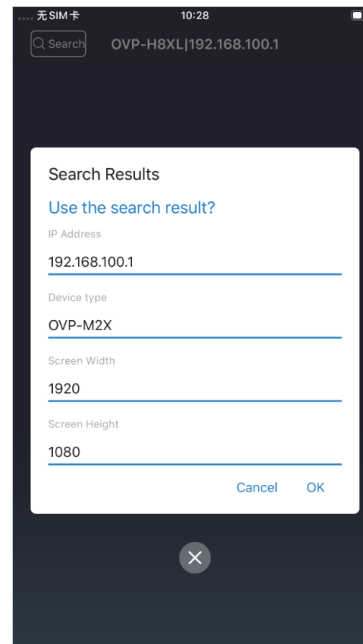 无SIM卡 10:28
Search OVP-H8XL|192.168.100.1
Search Results
Use the search result?
IP Address
192.168.100.1
Device type
OVP-M2X
Screen Width
1920
Screen Height
1080
Cancel OK